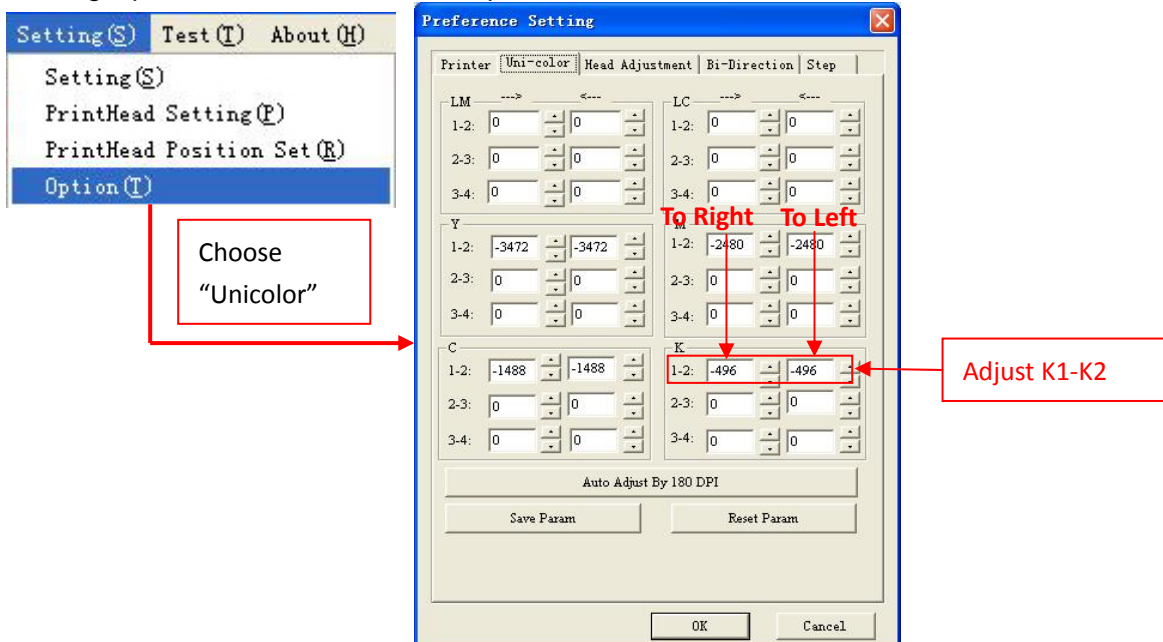 Setting(S) Test(T) About(H)
Setting(S)
PrintHead Setting(P)
PrintHead Position Set(R)
Option(T)
Choose
“Unicolor”
Preference Setting
Printer Uni-color Head Adjustment Bi-Direction Step
LM ---> <---
1-2: 0 0
2-3: 0 0
3-4: 0 0
LC ---> <---
1-2: 0 0
2-3: 0 0
3-4: 0 0
To Right To Left
Y
1-2: -3472 -3472
2-3: 0 0
3-4: 0 0
M
1-2: -2480 -2480
2-3: 0 0
3-4: 0 0
C
1-2: -1488 -1488
2-3: 0 0
3-4: 0 0
K
1-2: -496 -496
2-3: 0 0
3-4: 0 0
Adjust K1-K2
Auto Adjust By 180 DPI
Save Param Reset Param
OK Cancel